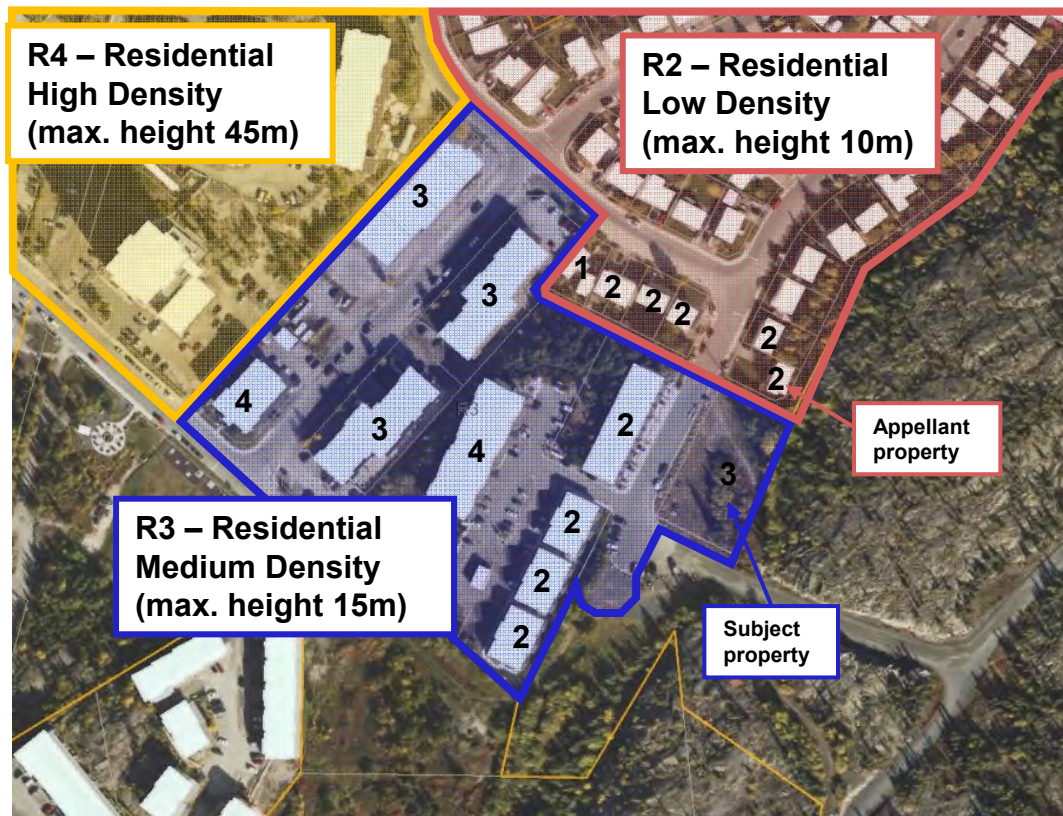 R4 – Residential
High Density
(max. height 45m)
R2 – Residential
Low Density
(max. height 10m)
3
3
1
2
2
2
2
2
4
3
4
2
3
Appellant
property
R3 – Residential
Medium Density
(max. height 15m)
2
2
2
Subject
property
R3